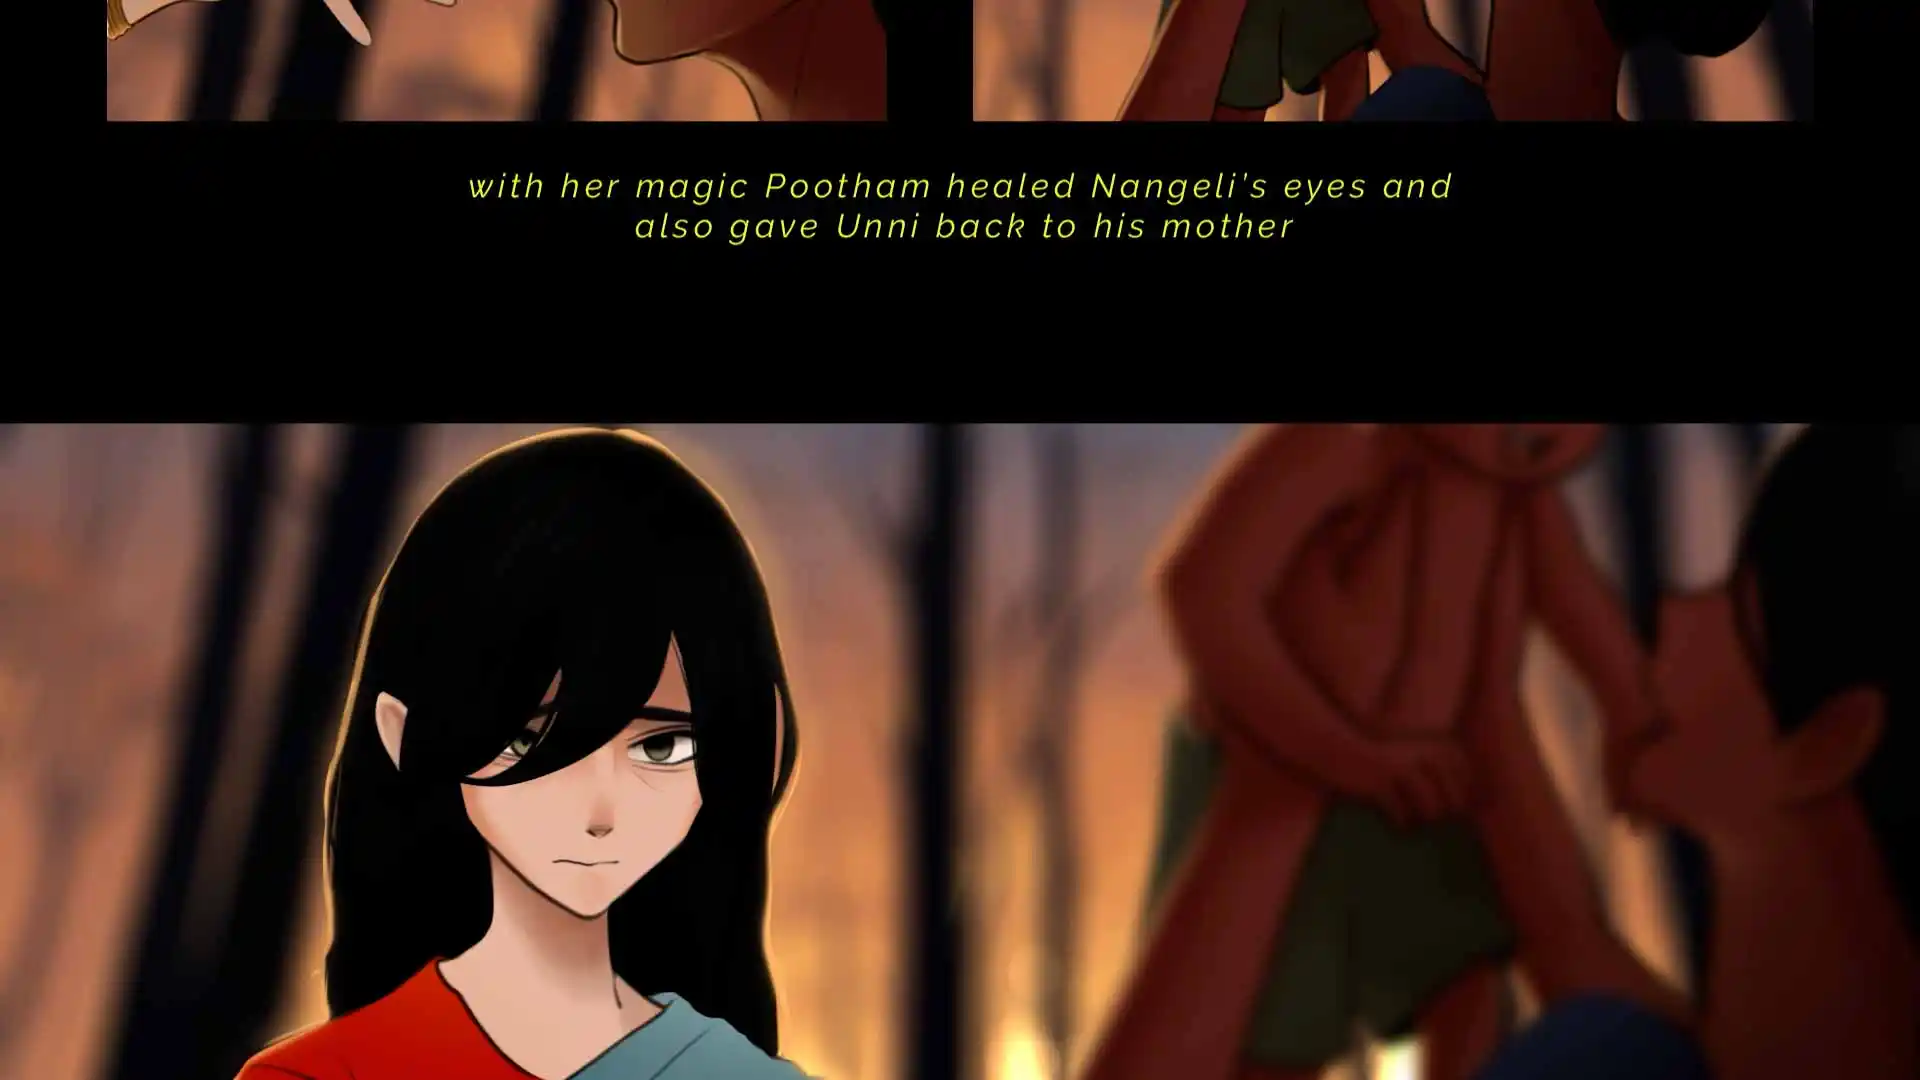 with her magic Pootham healed Nangeli's eyes and
also gave Unni back to his mother